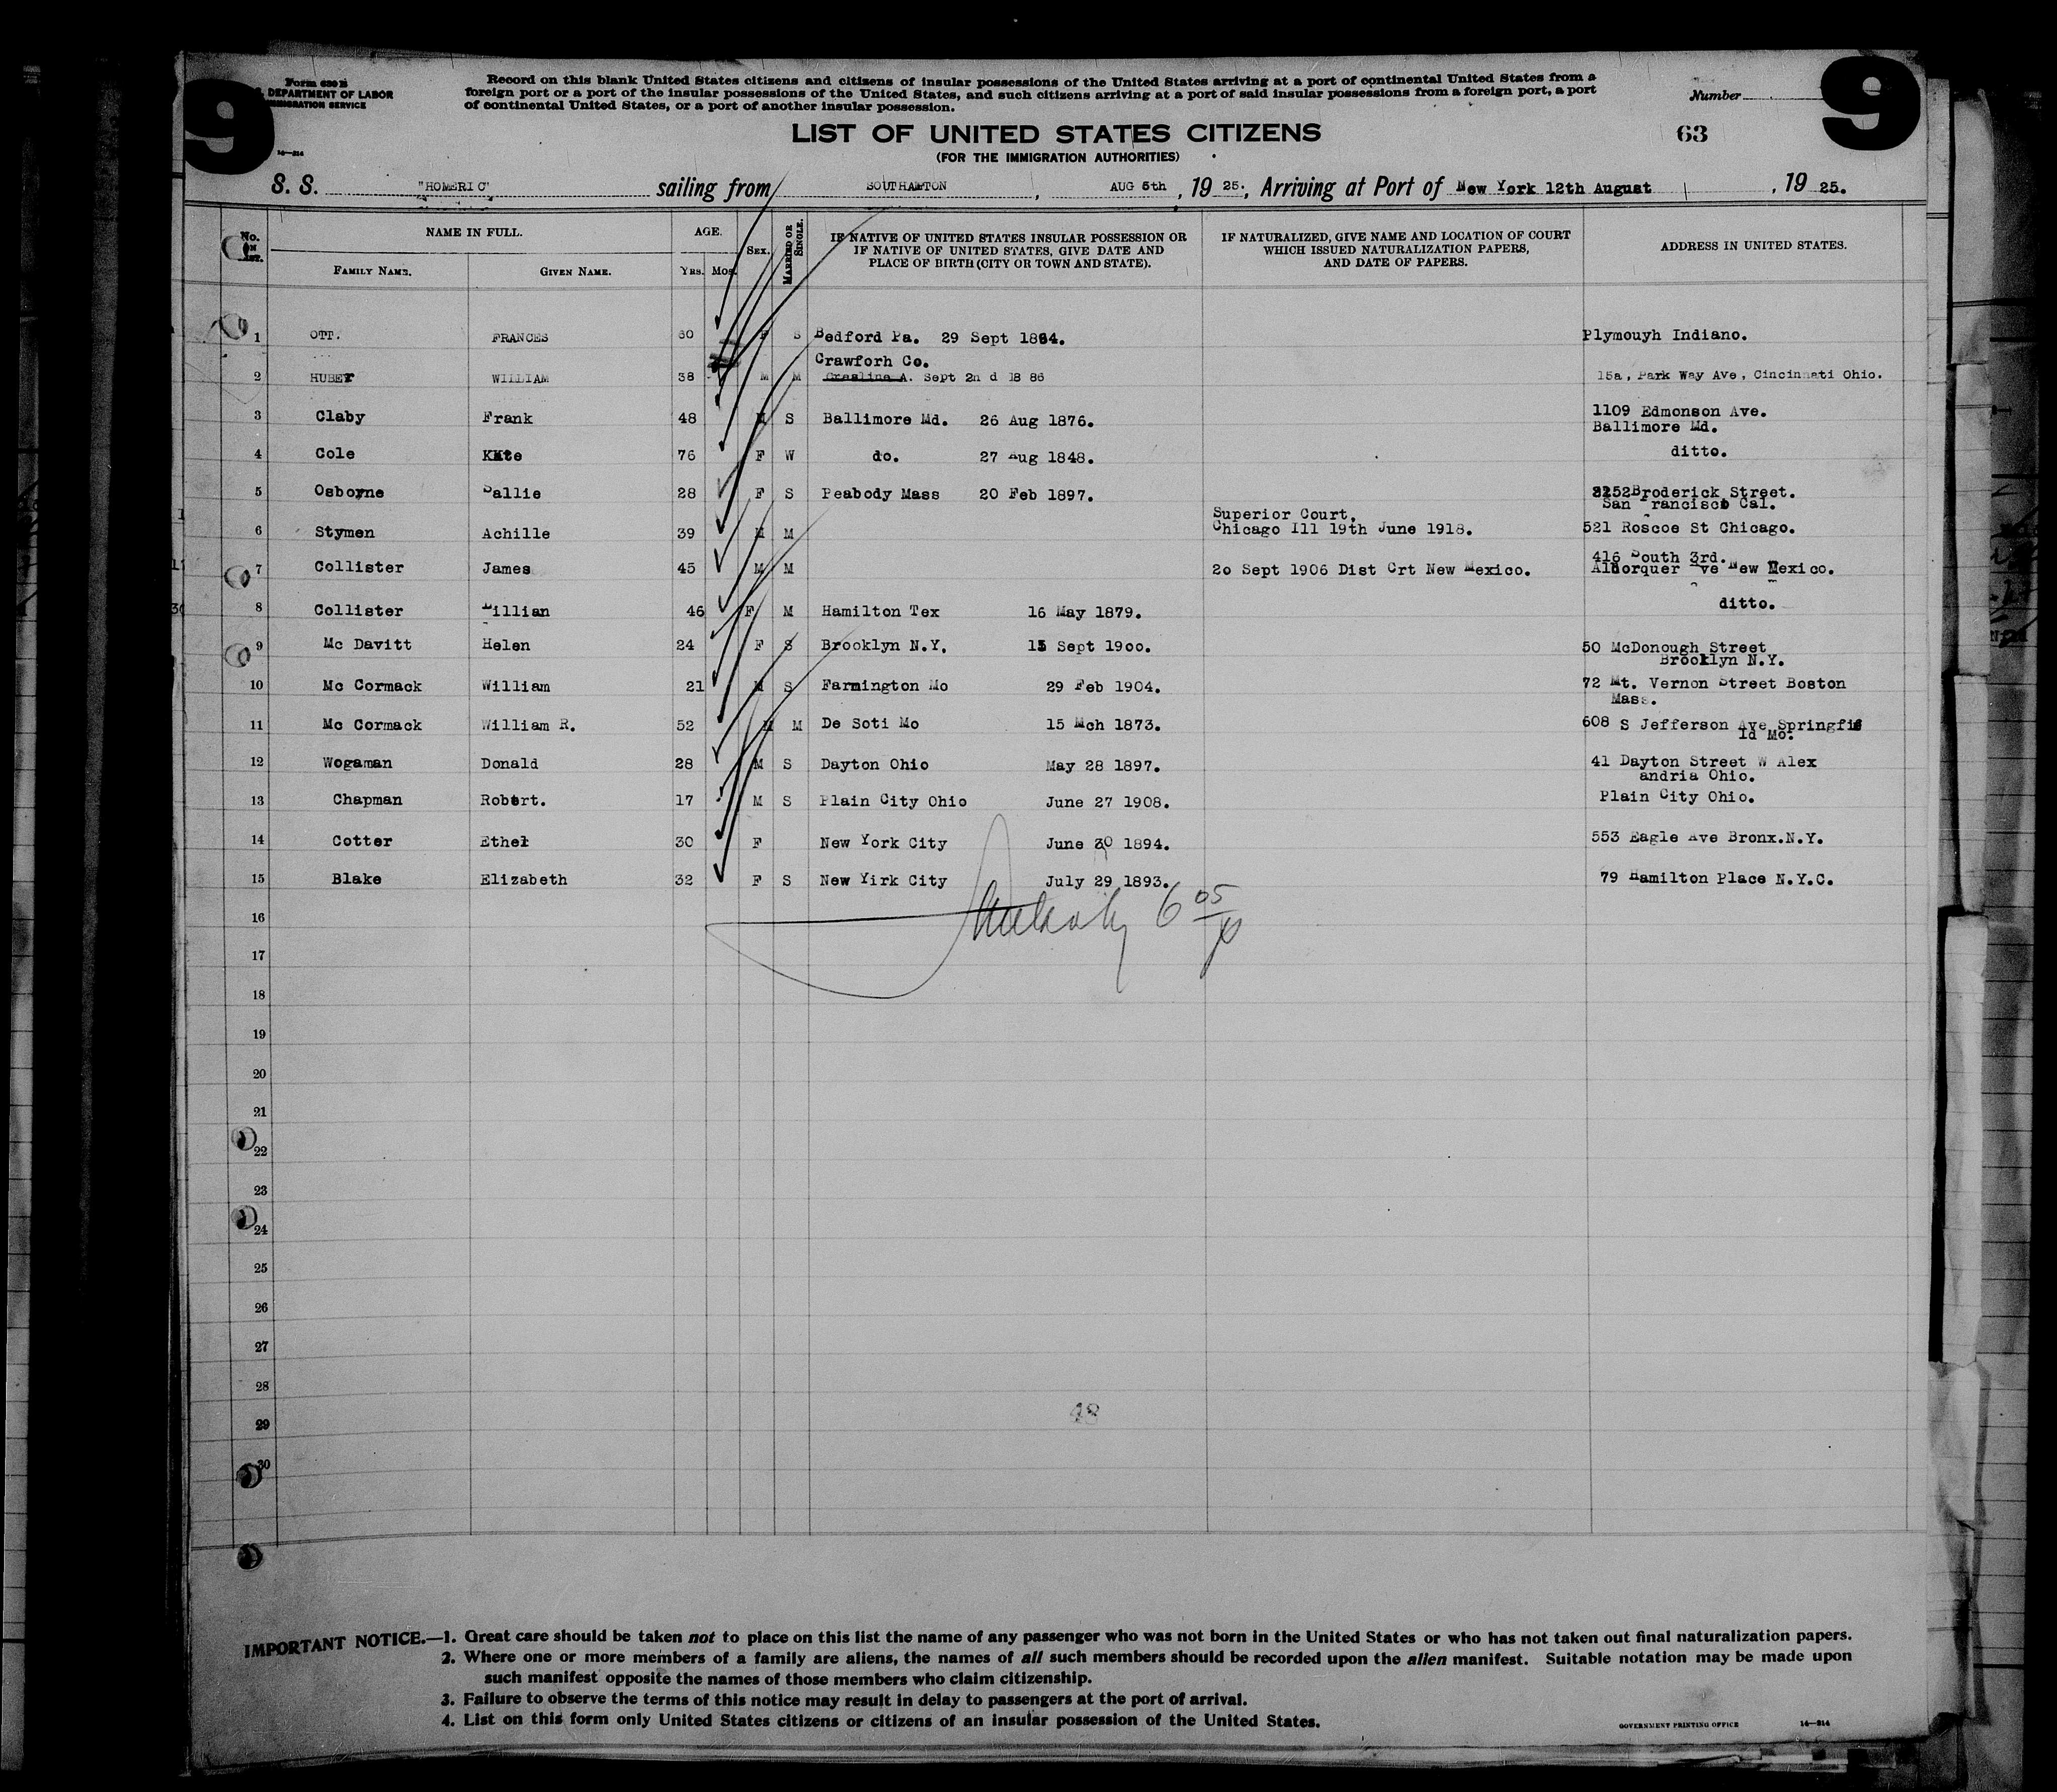 9
Form 630 B
DEPARTMENT OF LABOR
IMMIGRATION SERVICE
14—314
Record on this blank United States citizens and citizens of insular possessions of the United States arriving at a port of continental United States from a
foreign port or a port of the insular possessions of the United States, and such citizens arriving at a port of said insular possessions from a foreign port, a port
of continental United States, or a port of another insular possession.
Number
9
LIST OF UNITED STATES CITIZENS
63
(FOR THE IMMIGRATION AUTHORITIES)
S. S. "HOMERIC" sailing from SOUTHAMTON, AUG 5th, 19 25., Arriving at Port of New York 12th August, 19 25.
No. ON LIST.
NAME IN FULL.
FAMILY NAME.
GIVEN NAME.
AGE.
YRS.
MOS.
SEX.
MARRIED OR SINGLE.
IF NATIVE OF UNITED STATES INSULAR POSSESSION OR
IF NATIVE OF UNITED STATES, GIVE DATE AND
PLACE OF BIRTH (CITY OR TOWN AND STATE).
IF NATURALIZED, GIVE NAME AND LOCATION OF COURT
WHICH ISSUED NATURALIZATION PAPERS,
AND DATE OF PAPERS.
ADDRESS IN UNITED STATES.
1 OTT. FRANCES 60 F S Bedford Pa. 29 Sept 1864. Plymouyh Indiano.
Crawforh Co.
2 HUBER WILLIAM 38 M M Sept 2n d 18 86 15a, Park Way Ave, Cincinnati Ohio.
3 Claby Frank 48 M S Ballimore Md. 26 Aug 1876. 1109 Edmonson Ave.
Ballimore Md.
4 Cole Kate 76 F W do. 27 Aug 1848. ditto.
5 Osborne Sallie 28 F S Peabody Mass 20 Feb 1897. Broderick Street.
San Francisco Cal.
6 Stymen Achille 39 M M Superior Court,
Chicago Ill 19th June 1918. 521 Roscoe St Chicago.
7 Collister James 45 M M 2o Sept 1906 Dist Crt New Mexico. 416 South 3rd.
Alborquer Ave New Mexico.
8 Collister Lillian 46 F M Hamilton Tex 16 May 1879. ditto.
9 Mc Davitt Helen 24 F S Brooklyn N.Y. 15 Sept 19oo. 50 McDonough Street
Brooklyn N.Y.
10 Mc Cormack William 21 M S Farmington Mo 29 Feb 1904. 72 Mt. Vernon Street Boston
Mass.
11 Mc Cormack William R. 52 M M De Soti Mo 15 Mch 1873. 608 S Jefferson Ave Springfie
ld Mo.
12 Wogaman Donald 28 M S Dayton Ohio May 28 1897. 41 Dayton Street W Alex
andria Ohio.
13 Chapman Robert. 17 M S Plain City Ohio June 27 1908. Plain City Ohio.
14 Cotter Ethel 30 F New York City June 30 1894. 553 Eagle Ave Bronx.N.Y.
15 Blake Elizabeth 32 F S New Yirk City July 29 1893. 79 Hamilton Place N.Y.C.
16
17
18
19
20
21
22
23
24
25
26
27
28
29
30
48
IMPORTANT NOTICE.—1. Great care should be taken not to place on this list the name of any passenger who was not born in the United States or who has not taken out final naturalization papers.
2. Where one or more members of a family are aliens, the names of all such members should be recorded upon the alien manifest. Suitable notation may be made upon
such manifest opposite the names of those members who claim citizenship.
3. Failure to observe the terms of this notice may result in delay to passengers at the port of arrival.
4. List on this form only United States citizens or citizens of an insular possession of the United States.
GOVERNMENT PRINTING OFFICE 14—314